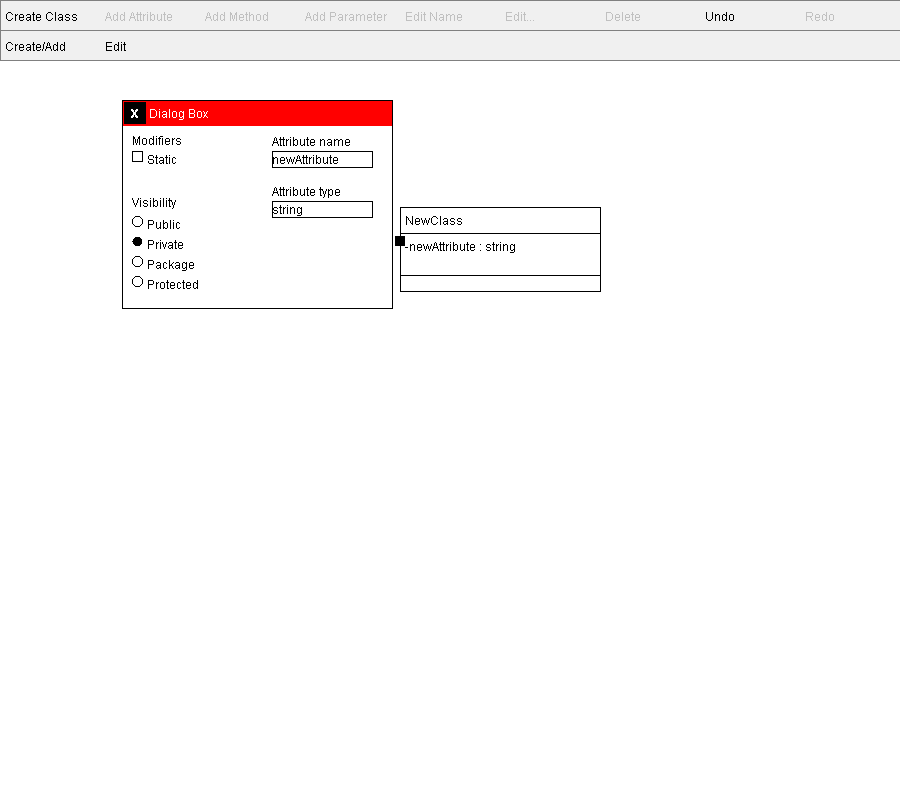 Create Class Add Attribute Add Method Add Parameter Edit Name Edit... Delete Undo Redo
Create/Add Edit
X Dialog Box
Modifiers
Static
Visibility
Public
Private
Package
Protected
Attribute name
newAttribute
Attribute type
string
NewClass
-newAttribute : string